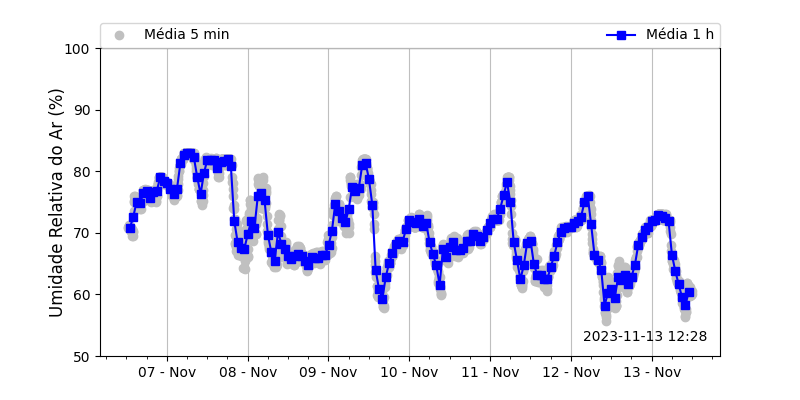 Média 5 min
Média 1 h
Umidade Relativa do Ar (%)
100
90
80
70
60
50
2023-11-13 12:28
07 - Nov
08 - Nov
09 - Nov
10 - Nov
11 - Nov
12 - Nov
13 - Nov